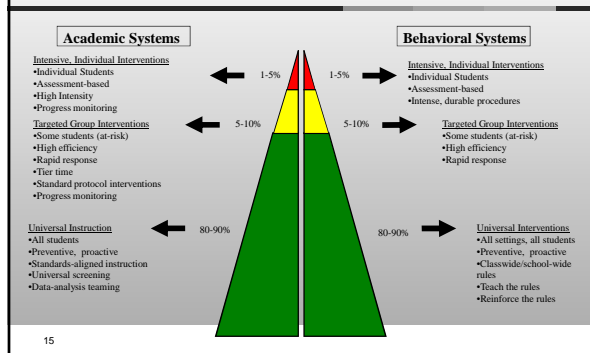 Academic Systems
Intensive, Individual Interventions
•Individual Students
•Assessment-based
•High Intensity
•Progress monitoring
Targeted Group Interventions
•Some students (at-risk)
•High efficiency
•Rapid response
•Tier time
•Standard protocol interventions
•Progress monitoring
Universal Instruction
•All students
•Preventive, proactive
•Standards-aligned instruction
•Universal screening
•Data-analysis teaming
1-5%
5-10%
80-90%
Behavioral Systems
1-5%
5-10%
80-90%
Intensive, Individual Interventions
•Individual Students
•Assessment-based
•Intense, durable procedures
Targeted Group Interventions
•Some students (at-risk)
•High efficiency
•Rapid response
Universal Interventions
•All settings, all students
•Preventive, proactive
•Classwide/school-wide
rules
•Teach the rules
•Reinforce the rules
15